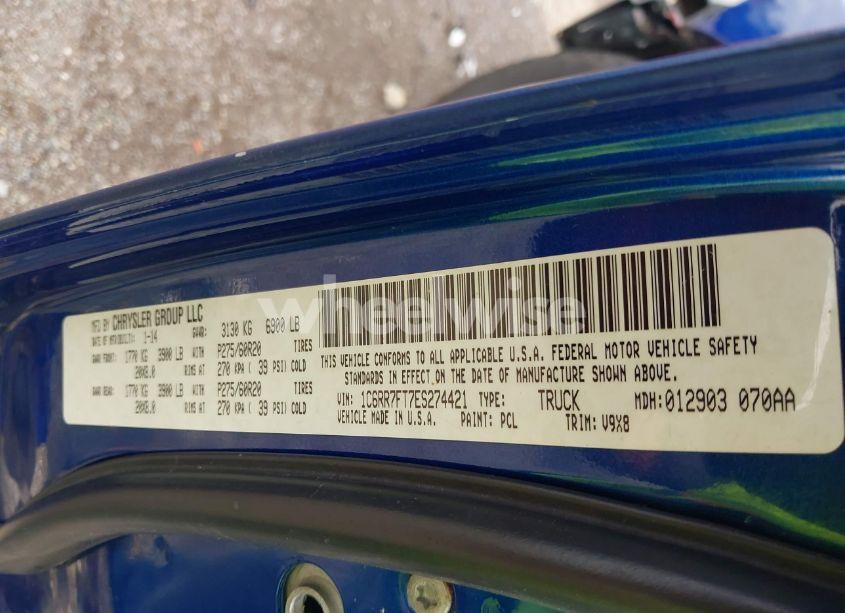 MFD BY CHRYSLER GROUP LLC
DATE OF MFR/BUILT: 1-14 GVWR: 3130 KG 6900 LB
GAWR FRONT: 1770 KG 3900 LB WITH P275/60R20 TIRES
20X8.0 RIMS AT 270 KPA ( 39 PSI) COLD
GAWR REAR: 1770 KG 3900 LB WITH P275/60R20 TIRES
20X8.0 RIMS AT 270 KPA ( 39 PSI) COLD
THIS VEHICLE CONFORMS TO ALL APPLICABLE U.S.A. FEDERAL MOTOR VEHICLE SAFETY
STANDARDS IN EFFECT ON THE DATE OF MANUFACTURE SHOWN ABOVE.
VIN: 1C6RR7FT7ES274421 TYPE: TRUCK MDH:012903 070AA
VEHICLE MADE IN U.S.A. PAINT: PCL TRIM: V9X8
wheelwise